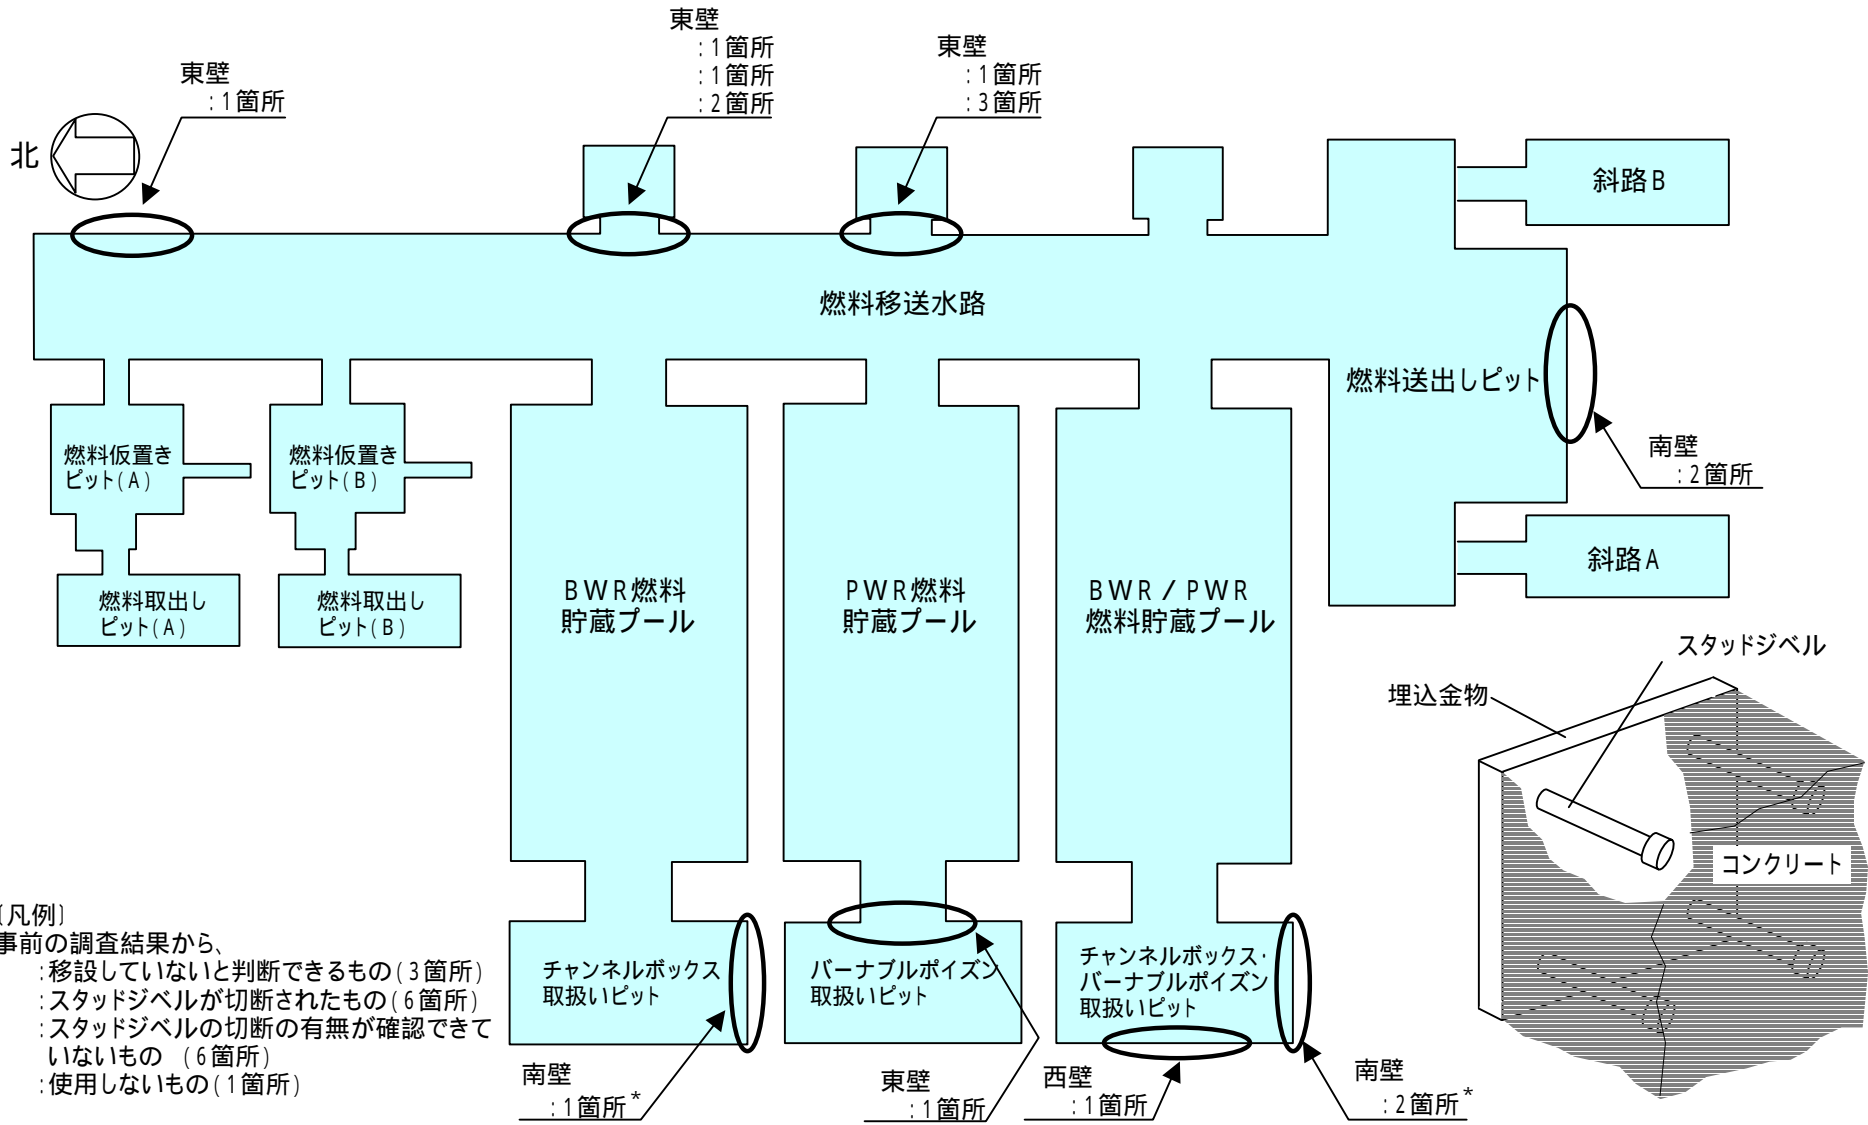 東壁
:1箇所
東壁
:1箇所
:1箇所
:2箇所
東壁
:1箇所
:3箇所
北
斜路B
燃料移送水路
燃料送出しピット
南壁
:2箇所
燃料仮置き
ピット(A)
燃料仮置き
ピット(B)
斜路A
燃料取出し
ピット(A)
燃料取出し
ピット(B)
BWR燃料
貯蔵プール
PWR燃料
貯蔵プール
BWR/PWR
燃料貯蔵プール
スタッドジベル
埋込金物
コンクリート
チャンネルボックス
取扱いピット
バーナブルポイズン
取扱いピット
チャンネルボックス・
バーナブルポイズン
取扱いピット
南壁
:1箇所*
東壁
:1箇所
西壁
:1箇所
南壁
:2箇所*
〔凡例〕
事前の調査結果から、
:移設していないと判断できるもの(3箇所)
:スタッドジベルが切断されたもの(6箇所)
:スタッドジベルの切断の有無が確認できて
いないもの (6箇所)
:使用しないもの(1箇所)